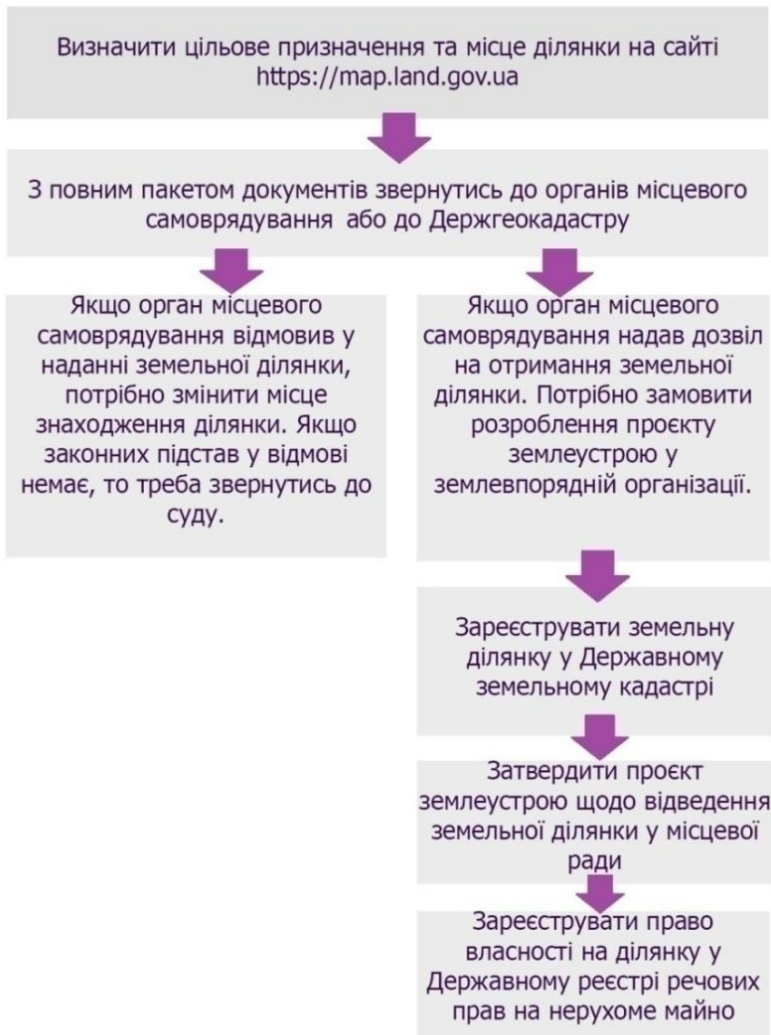 Визначити цільове призначення та місце ділянки на сайті
https://map.land.gov.ua
З повним пакетом документів звернутись до органів місцевого
самоврядування або до Держгеокадастру
Якщо орган місцевого
самоврядування відмовив у
наданні земельної ділянки,
потрібно змінити місце
знаходження ділянки. Якщо
законних підстав у відмові
немає, то треба звернутись до
суду.
Якщо орган місцевого
самоврядування надав дозвіл
на отримання земельної
ділянки. Потрібно замовити
розроблення проєкту
землеустрою у
землевпорядній організації.
Зареєструвати земельну
ділянку у Державному
земельному кадастрі
Затвердити проєкт
землеустрою щодо відведення
земельної ділянки у місцевої
ради
Зареєструвати право
власності на ділянку у
Державному реєстрі речових
прав на нерухоме майно